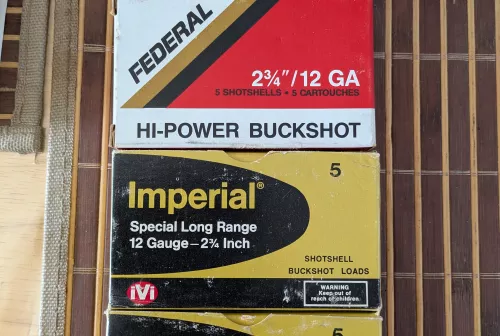 FEDERAL
2¾"/12 GA
5 SHOTSHELLS • 5 CARTOUCHES
HI-POWER BUCKSHOT
5
Imperial®
Special Long Range
12 Gauge – 2¾ Inch
SHOTSHELL
BUCKSHOT LOADS
iVi
WARNING
Keep out of
reach of children.
5